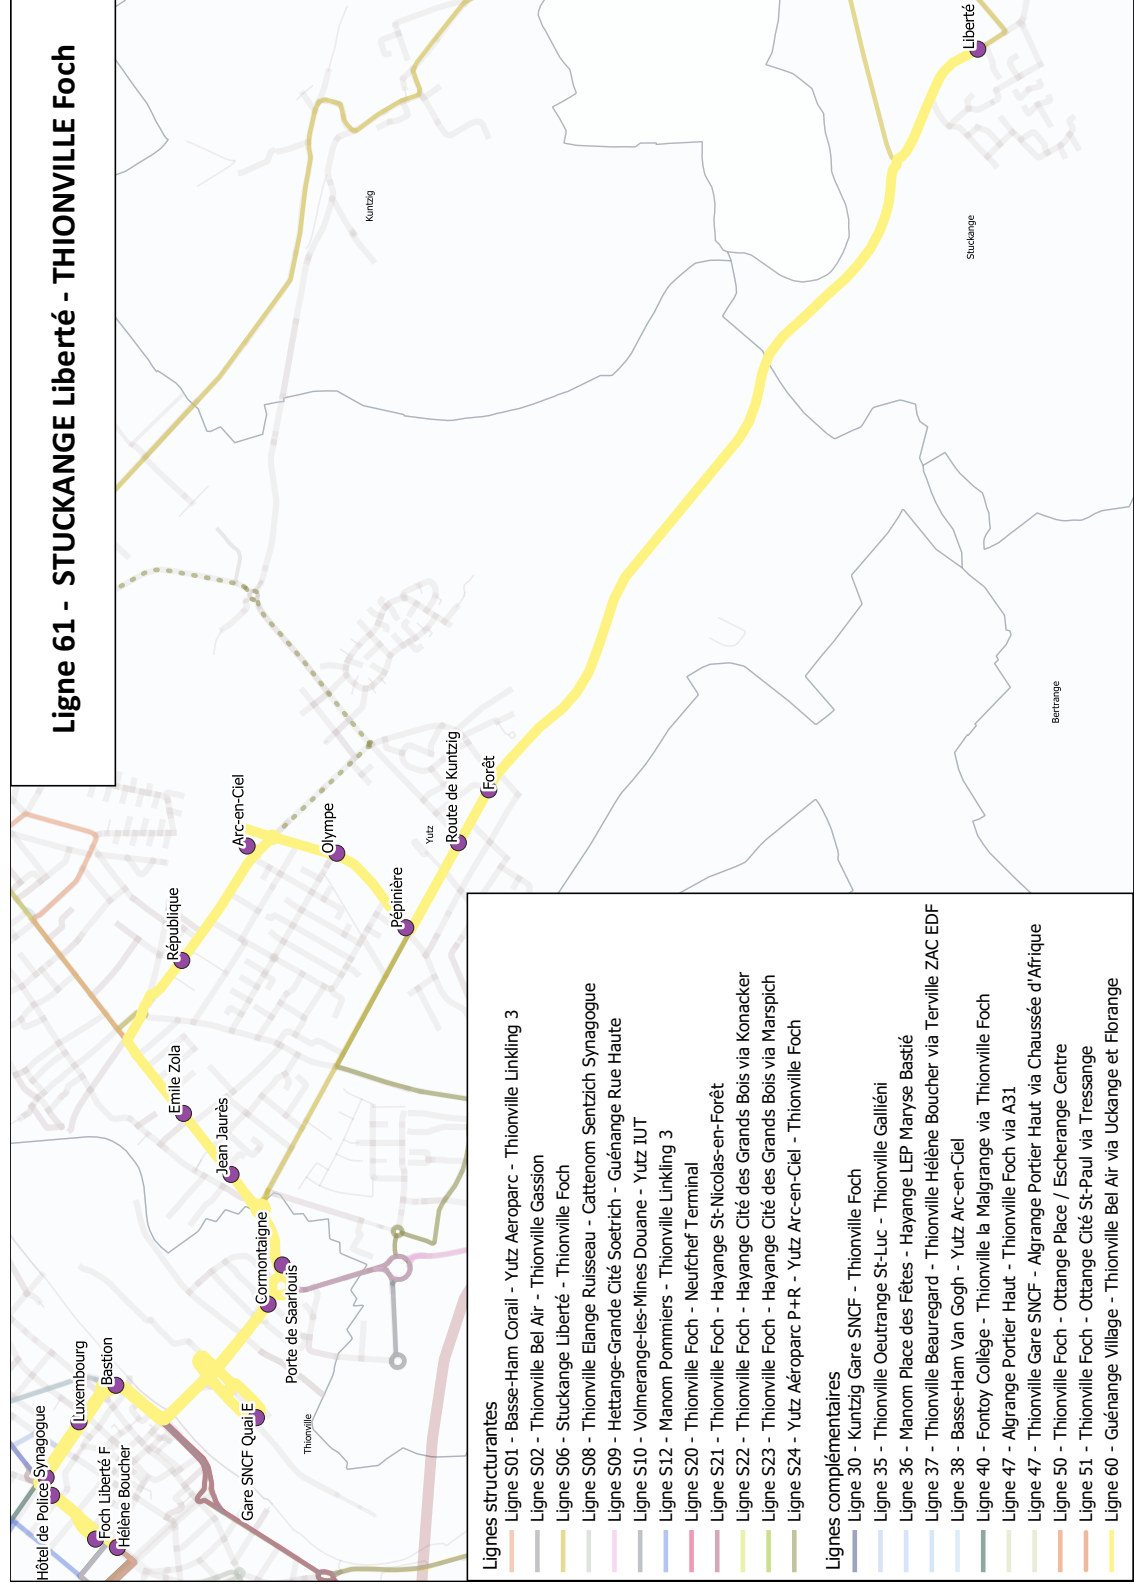 Ligne 61 - STUCKANGE Liberté - THIONVILLE Foch
Hôtel de Police
Synagogue
Luxembourg
Bastion
Foch Liberté F
Hélène Boucher
Gare SNCF Quai E
Thionville
Porte de Saarlouis
Cormontaigne
Jean Jaurès
Emile Zola
République
Arc-en-Ciel
Olympe
Pépinière
Yutz
Route de Kuntzig
Forêt
Kuntzig
Bertrange
Stuckange
Liberté
Lignes structurantes
Ligne S01 - Basse-Ham Corail - Yutz Aeroparc - Thionville Linkling 3
Ligne S02 - Thionville Bel Air - Thionville Gassion
Ligne S06 - Stuckange Liberté - Thionville Foch
Ligne S08 - Thionville Elange Ruisseau - Cattenom Sentzich Synagogue
Ligne S09 - Hettange-Grande Cité Soetrich - Guénange Rue Haute
Ligne S10 - Volmerange-les-Mines Douane - Yutz IUT
Ligne S12 - Manom Pommiers - Thionville Linkling 3
Ligne S20 - Thionville Foch - Neufchef Terminal
Ligne S21 - Thionville Foch - Hayange St-Nicolas-en-Forêt
Ligne S22 - Thionville Foch - Hayange Cité des Grands Bois via Konacker
Ligne S23 - Thionville Foch - Hayange Cité des Grands Bois via Marspich
Ligne S24 - Yutz Aéroparc P+R - Yutz Arc-en-Ciel - Thionville Foch
Lignes complémentaires
Ligne 30 - Kuntzig Gare SNCF - Thionville Foch
Ligne 35 - Thionville Oeutrange St-Luc - Thionville Galliéni
Ligne 36 - Manom Place des Fêtes - Hayange LEP Maryse Bastié
Ligne 37 - Thionville Beauregard - Thionville Hélène Boucher via Terville ZAC EDF
Ligne 38 - Basse-Ham Van Gogh - Yutz Arc-en-Ciel
Ligne 40 - Fontoy Collège - Thionville la Malgrange via Thionville Foch
Ligne 47 - Algrange Portier Haut - Thionville Foch via A31
Ligne 47 - Thionville Gare SNCF - Algrange Portier Haut via Chaussée d'Afrique
Ligne 50 - Thionville Foch - Ottange Place / Escherange Centre
Ligne 51 - Thionville Foch - Ottange Cité St-Paul via Tressange
Ligne 60 - Guénange Village - Thionville Bel Air via Uckange et Florange